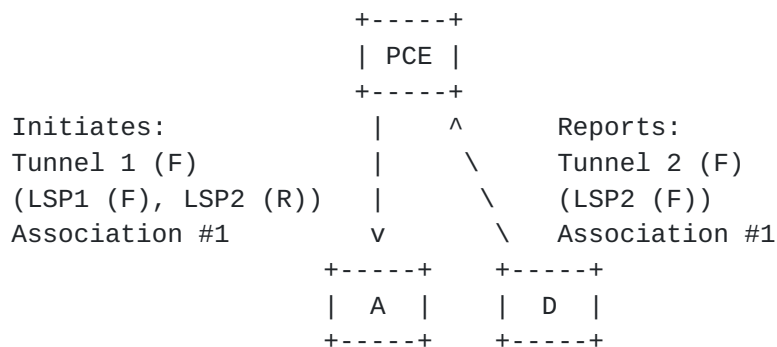 +-----+
| PCE |
+-----+
Initiates: | ^ Reports:
Tunnel 1 (F) | \ Tunnel 2 (F)
(LSP1 (F), LSP2 (R)) | \ (LSP2 (F))
Association #1 v \ Association #1
+-----+ +-----+
| A | | D |
+-----+ +-----+